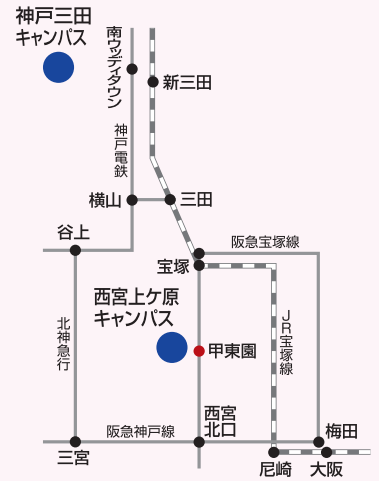 神戸三田
キャンパス
南ウッディタウン
新三田
神戸電鉄
横山
三田
谷上
阪急宝塚線
宝塚
西宮上ケ原
キャンパス
北神急行
甲東園
JR宝塚線
西宮
北口
阪急神戸線
梅田
三宮
尼崎
大阪